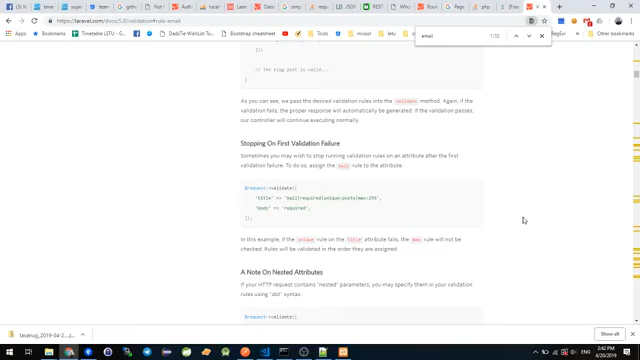 https://laravel.com/docs/5.8/validation#rule-email
email 1/32
Apps Bookmarks Timetable LETU Bootstrap cheatsheet Tools misc letu Other bookmarks
]);
// The blog post is valid...
}
As you can see, we pass the desired validation rules into the validate method. Again, if the
validation fails, the proper response will automatically be generated. If the validation passes,
our controller will continue executing normally.
Stopping On First Validation Failure
Sometimes you may wish to stop running validation rules on an attribute after the first
validation failure. To do so, assign the bail rule to the attribute:
$request->validate([
'title' => 'bail|required|unique:posts|max:255',
'body' => 'required',
]);
In this example, if the unique rule on the title attribute fails, the max rule will not be
checked. Rules will be validated in the order they are assigned.
A Note On Nested Attributes
If your HTTP request contains "nested" parameters, you may specify them in your validation
rules using "dot" syntax:
$request->validate([
Show all
2:42 PM
4/20/2019